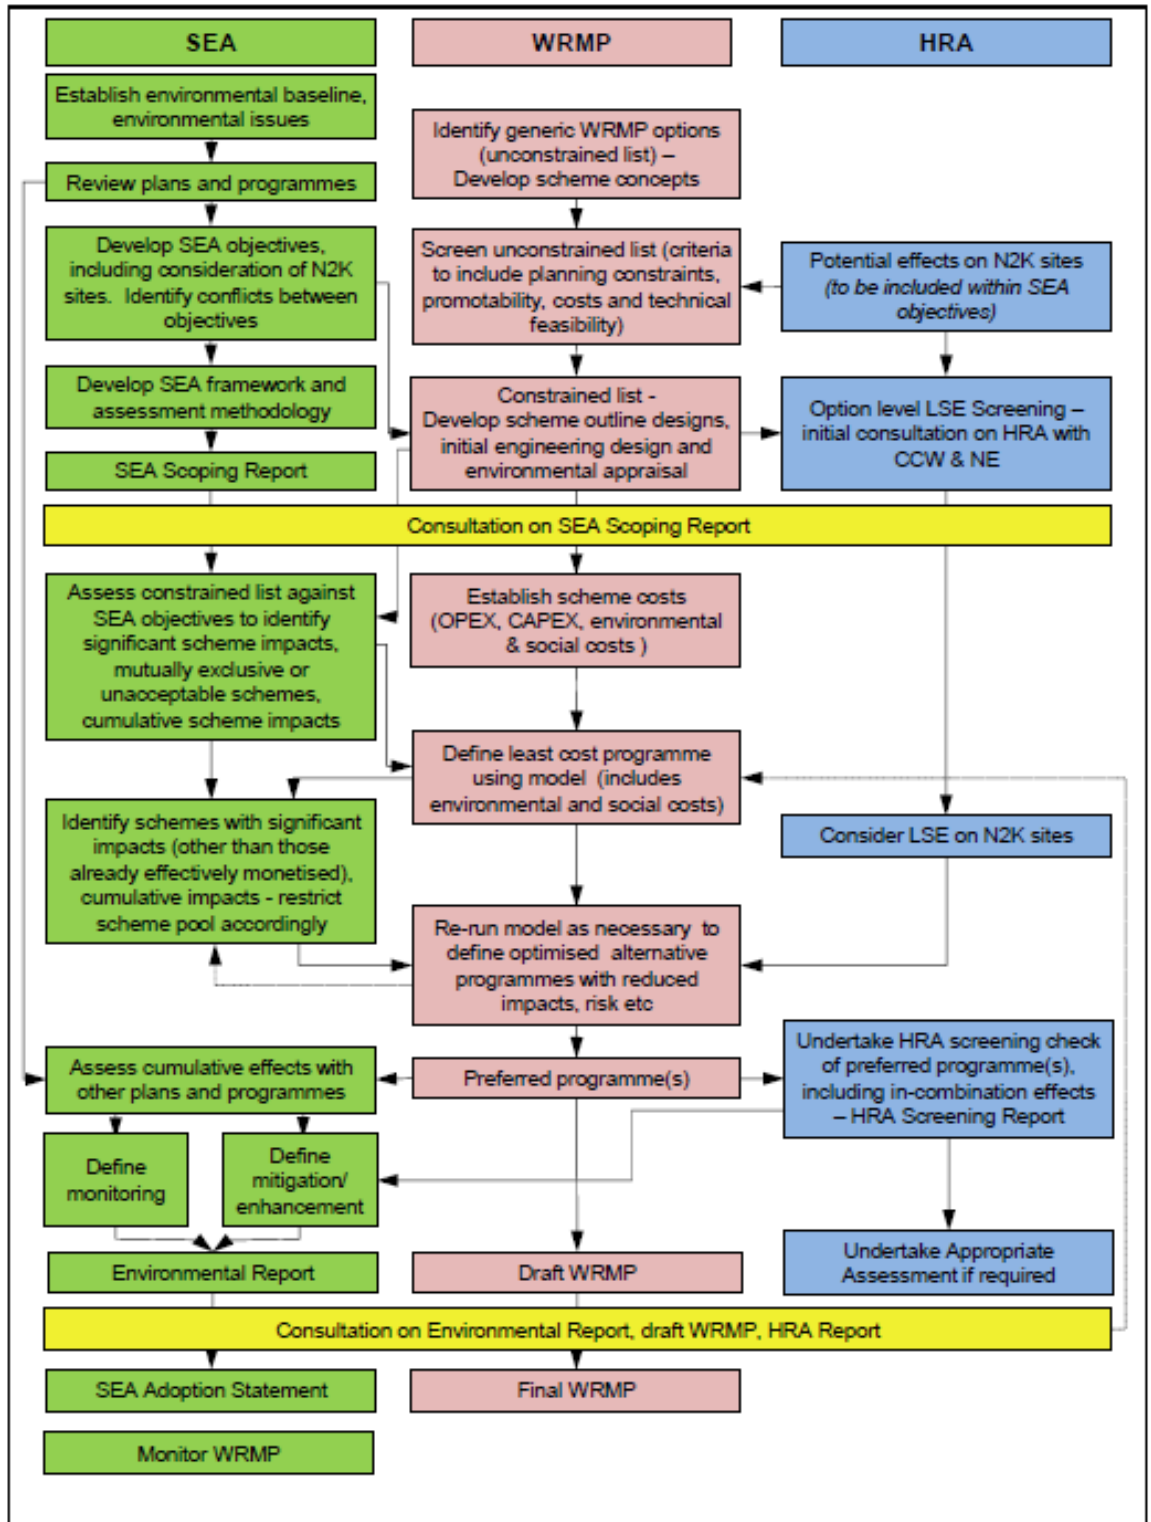 SEA
WRMP
HRA
Establish environmental baseline,
environmental issues
Review plans and programmes
Develop SEA objectives,
including consideration of N2K
sites. Identify conflicts between
objectives
Develop SEA framework and
assessment methodology
SEA Scoping Report
Identify generic WRMP options
(unconstrained list) –
Develop scheme concepts
Screen unconstrained list (criteria
to include planning constraints,
promotability, costs and technical
feasibility)
Constrained list -
Develop scheme outline designs,
initial engineering design and
environmental appraisal
Potential effects on N2K sites
(to be included within SEA
objectives)
Option level LSE Screening –
initial consultation on HRA with
CCW & NE
Consultation on SEA Scoping Report
Assess constrained list against
SEA objectives to identify
significant scheme impacts,
mutually exclusive or
unacceptable schemes,
cumulative scheme impacts
Identify schemes with significant
impacts (other than those
already effectively monetised),
cumulative impacts - restrict
scheme pool accordingly
Assess cumulative effects with
other plans and programmes
Define
monitoring
Define
mitigation/
enhancement
Environmental Report
Establish scheme costs
(OPEX, CAPEX, environmental
& social costs )
Define least cost programme
using model (includes
environmental and social costs)
Re-run model as necessary to
define optimised alternative
programmes with reduced
impacts, risk etc
Preferred programme(s)
Draft WRMP
Consider LSE on N2K sites
Undertake HRA screening check
of preferred programme(s),
including in-combination effects
– HRA Screening Report
Undertake Appropriate
Assessment if required
Consultation on Environmental Report, draft WRMP, HRA Report
SEA Adoption Statement
Final WRMP
Monitor WRMP